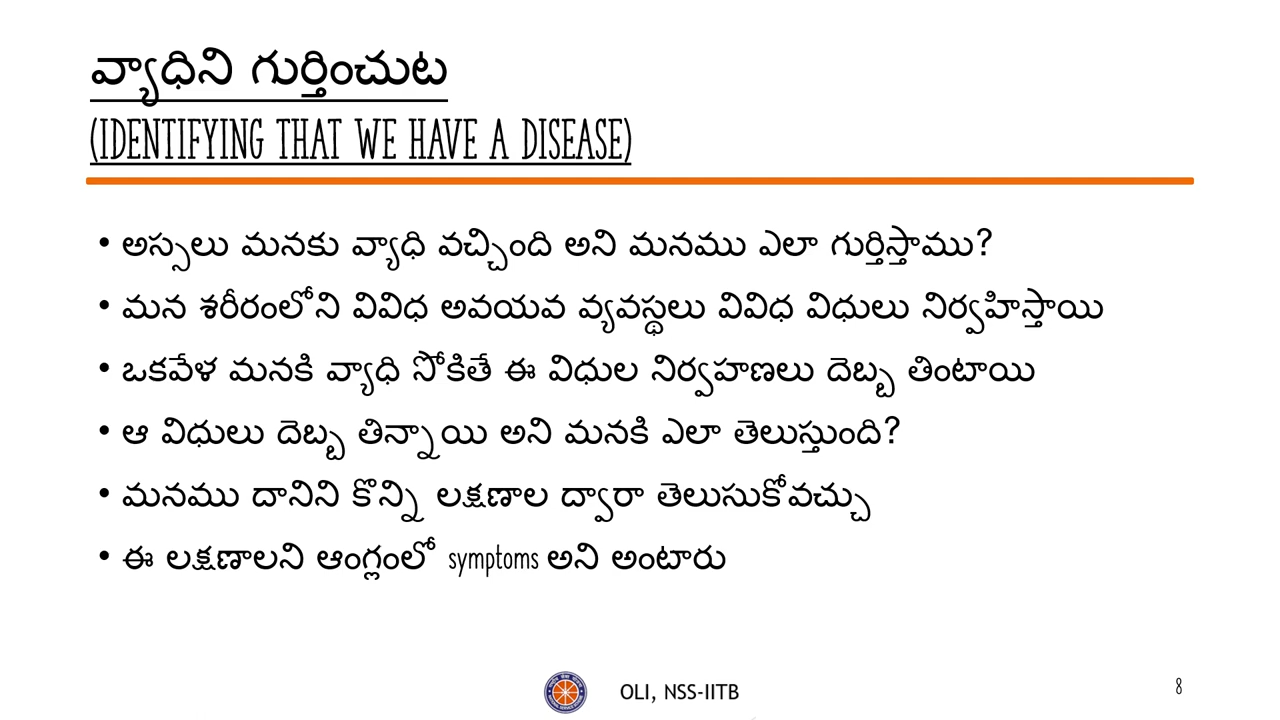 వ్యాధిని గుర్తించుట
(IDENTIFYING THAT WE HAVE A DISEASE)
• అస్సలు మనకు వ్యాధి వచ్చింది అని మనము ఎలా గుర్తిస్తాము?
• మన శరీరంలోని వివిధ అవయవ వ్యవస్థలు వివిధ విధులు నిర్వహిస్తాయి
• ఒకవేళ మనకి వ్యాధి సోకితే ఈ విధుల నిర్వహణలు దెబ్బ తింటాయి
• ఆ విధులు దెబ్బ తిన్నాయి అని మనకి ఎలా తెలుస్తుంది?
• మనము దానిని కొన్ని లక్షణాల ద్వారా తెలుసుకోవచ్చు
• ఈ లక్షణాలని ఆంగ్లంలో symptoms అని అంటారు
OLI, NSS-IITB
8